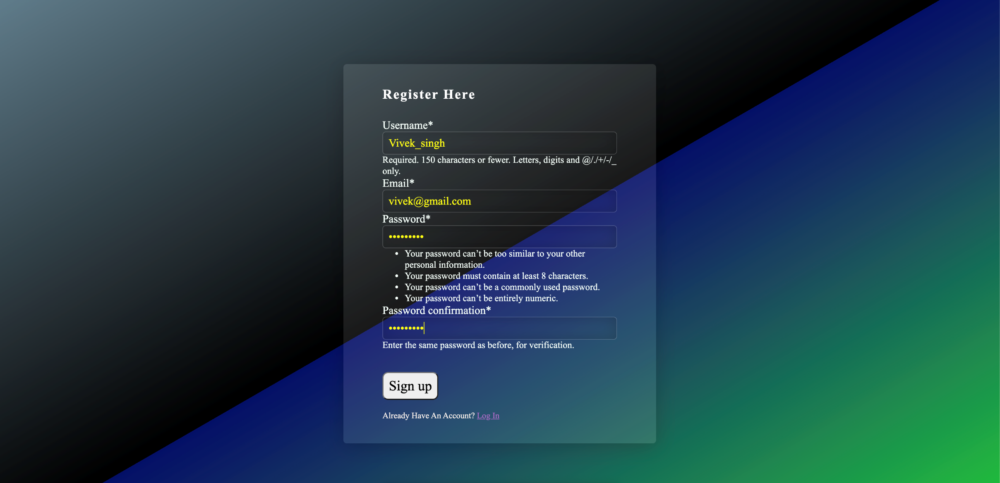 Register Here
Username*
Vivek_singh
Required. 150 characters or fewer. Letters, digits and @/./+/-/_
only.
Email*
vivek@gmail.com
Password*
•••••••••
• Your password can’t be too similar to your other
personal information.
• Your password must contain at least 8 characters.
• Your password can’t be a commonly used password.
• Your password can’t be entirely numeric.
Password confirmation*
•••••••••
Enter the same password as before, for verification.
Sign up
Already Have An Account? Log In